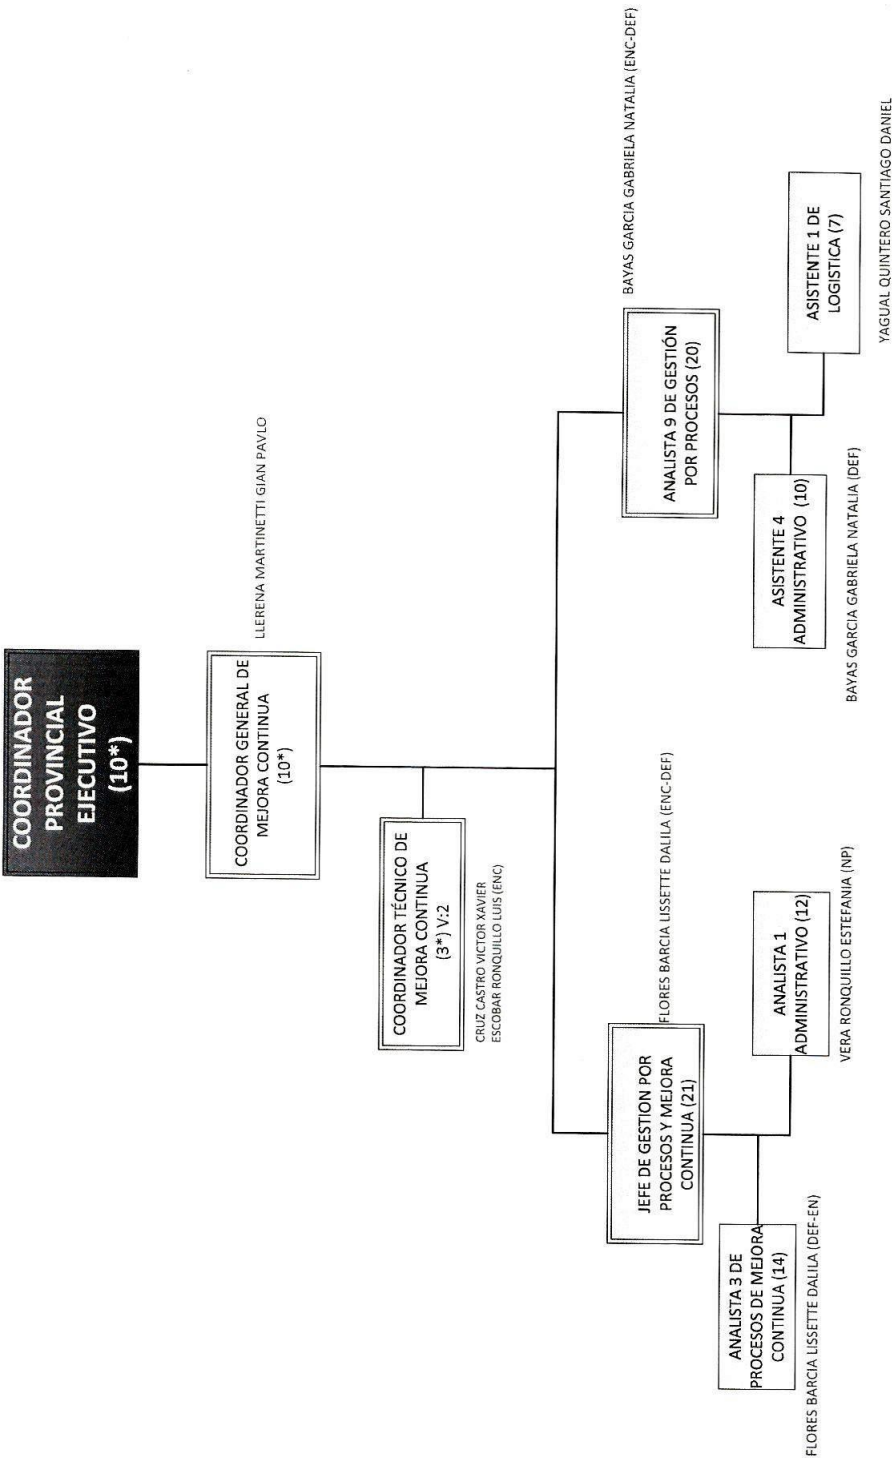 COORDINADOR
PROVINCIAL
EJECUTIVO
(10*)
COORDINADOR GENERAL DE
MEJORA CONTINUA
(10*)
LLERENA MARTINETTI GIAN PAVLO
COORDINADOR TÉCNICO DE
MEJORA CONTINUA
(3*) V:2
CRUZ CASTRO VICTOR XAVIER
ESCOBAR RONQUILLO LUIS (ENC)
JEFE DE GESTION POR
PROCESOS Y MEJORA
CONTINUA (21)
FLORES BARCIA LISSETTE DALILA (ENC-DEF)
ANALISTA 9 DE GESTIÓN
POR PROCESOS (20)
BAYAS GARCIA GABRIELA NATALIA (ENC-DEF)
ANALISTA 3 DE
PROCESOS DE MEJORA
CONTINUA (14)
FLORES BARCIA LISSETTE DALILA (DEF-EN)
ANALISTA 1
ADMINISTRATIVO (12)
VERA RONQUILLO ESTEFANIA (NP)
ASISTENTE 4
ADMINISTRATIVO (10)
BAYAS GARCIA GABRIELA NATALIA (DEF)
ASISTENTE 1 DE
LOGISTICA (7)
YAGUAL QUINTERO SANTIAGO DANIEL